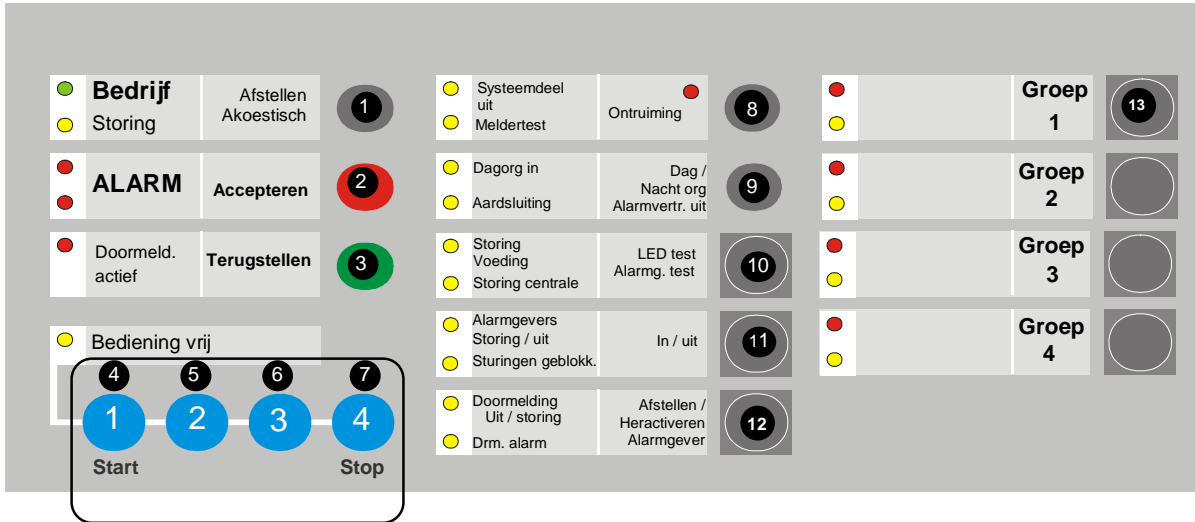 Bedrijf
Storing
Afstellen
Akoestisch
1
ALARM
Accepteren
2
Doormeld.
actief
Terugstellen
3
Bediening vrij
4 5 6 7
1 2 3 4
Start Stop
Systeemdeel
uit
Meldertest
Ontruiming
8
Dagorg in
Aardsluiting
Dag /
Nacht org
Alarmvertr. uit
9
Storing
Voeding
Storing centrale
LED test
Alarmg. test
10
Alarmgevers
Storing / uit
Sturingen geblokk.
In / uit
11
Doormelding
Uit / storing
Drm. alarm
Afstellen /
Heractiveren
Alarmgever
12
Groep
1
13
Groep
2
Groep
3
Groep
4